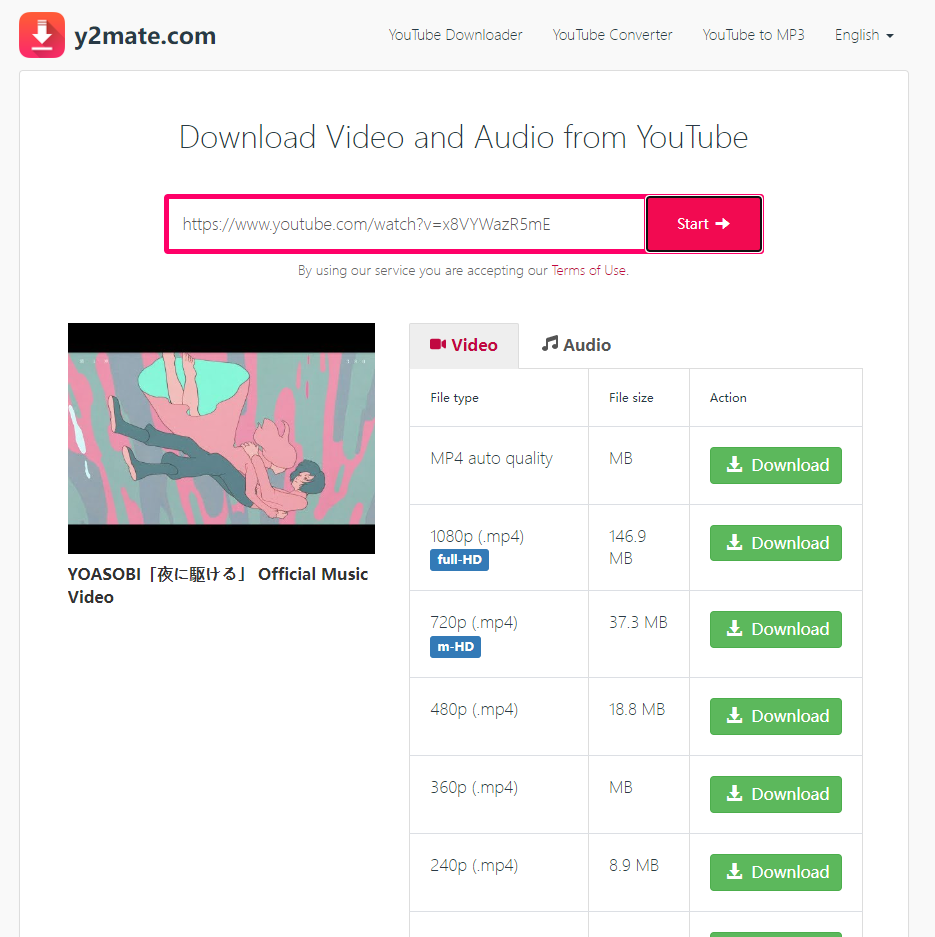 y2mate.com
YouTube Downloader
YouTube Converter
YouTube to MP3
English
Download Video and Audio from YouTube
https://www.youtube.com/watch?v=x8VYWazR5mE
Start
By using our service you are accepting our Terms of Use.
YOASOBI「夜に駆ける」 Official Music
Video
Video
Audio
File type
File size
Action
MP4 auto quality
MB
Download
1080p (.mp4)
full-HD
146.9
MB
Download
720p (.mp4)
m-HD
37.3 MB
Download
480p (.mp4)
18.8 MB
Download
360p (.mp4)
MB
Download
240p (.mp4)
8.9 MB
Download